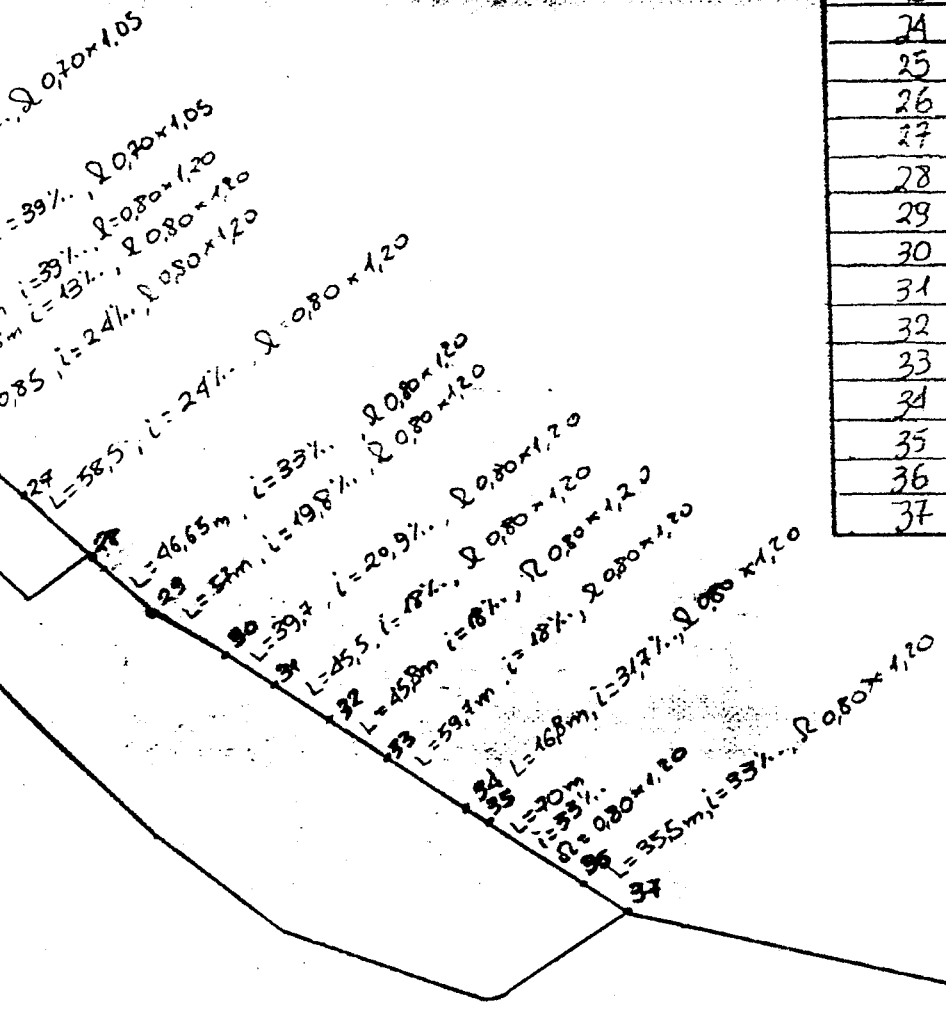 Ω 0,70×1,05
=39‰, Ω 0,70×1,05
i=39‰, Ω=0,80×1,20
m i=13‰, Ω 0,80×1,20
0,85, i=24‰, Ω 0,80×1,20
27
L=58,5, i=24‰, Ω=0,80×1,20
28
L=46,65m, i=33‰, Ω 0,80×1,20
29
L=57m, i=19,8‰, Ω 0,80×1,20
30
L=39,7, i=20,9‰, Ω 0,80×1,20
31
L=45,5, i=18‰, Ω 0,80×1,20
32
L=45,8m i=18‰, Ω 0,80×1,20
33
L=59,7m, i=18‰, Ω 0,80×1,20
34
L=16,8m, i=31,7‰, Ω 0,80×1,20
35
L=70m
i=33‰
Ω=0,80×1,20
36
L=35,5m, i=33‰, Ω 0,80×1,20
37
24
25
26
27
28
29
30
31
32
33
34
35
36
37